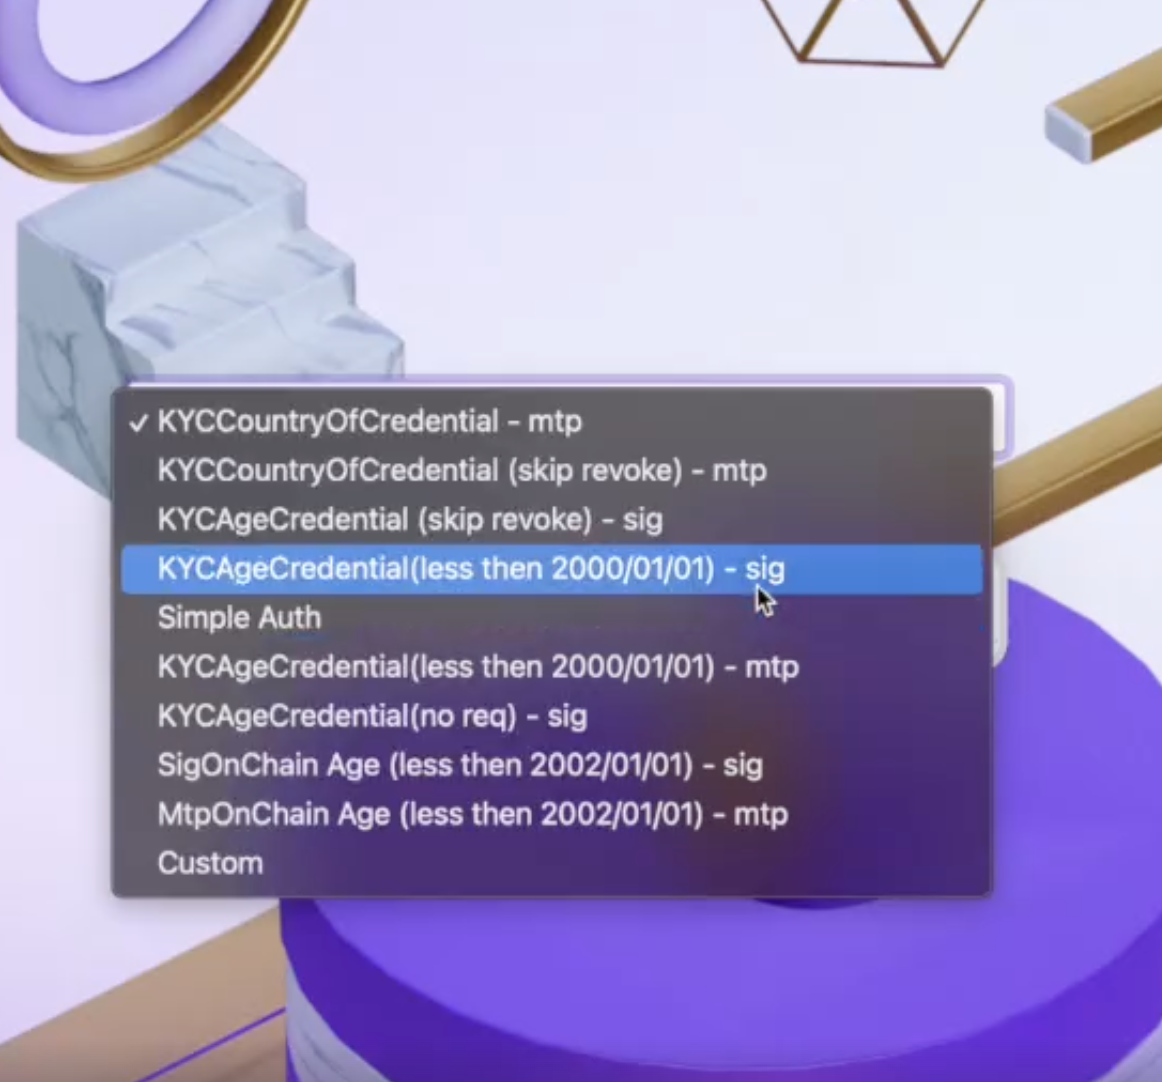 ✓ KYCCountryOfCredential - mtp
KYCCountryOfCredential (skip revoke) - mtp
KYCAgeCredential (skip revoke) - sig
KYCAgeCredential(less then 2000/01/01) - sig
Simple Auth
KYCAgeCredential(less then 2000/01/01) - mtp
KYCAgeCredential(no req) - sig
SigOnChain Age (less then 2002/01/01) - sig
MtpOnChain Age (less then 2002/01/01) - mtp
Custom